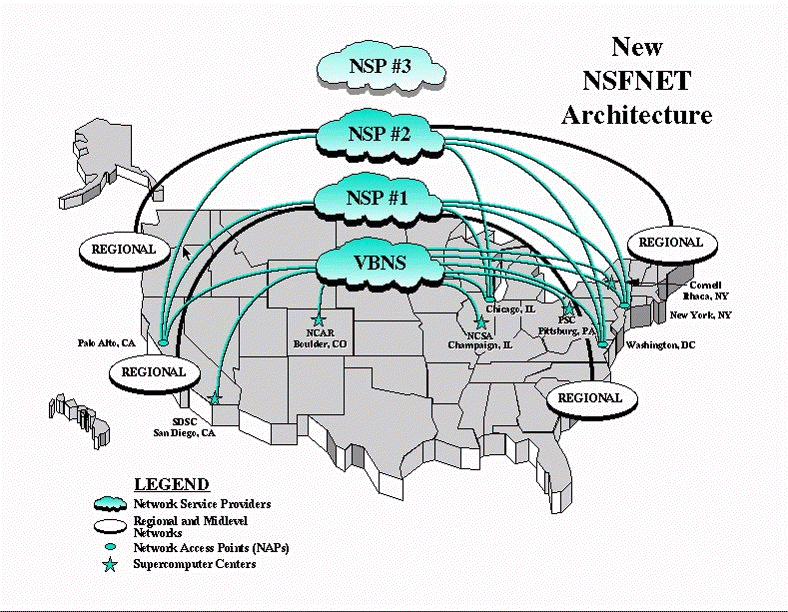 New
NSFNET
Architecture
NSP #3
NSP #2
NSP #1
VBNS
REGIONAL
REGIONAL
REGIONAL
REGIONAL
Palo Alto, CA
SDSC
San Diego, CA
NCAR
Boulder, CO
Chicago, IL
NCSA
Champaign, IL
PSC
Pittsburg, PA
Cornell
Ithaca, NY
New York, NY
Washington, DC
LEGEND
Network Service Providers
Regional and Midlevel
Networks
Network Access Points (NAPs)
Supercomputer Centers